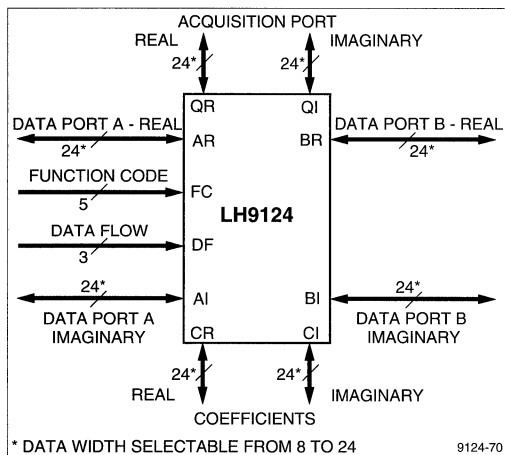 ACQUISITION PORT
REAL
IMAGINARY
24*
24*
QR
QI
DATA PORT A - REAL
24*
AR
BR
DATA PORT B - REAL
24*
FUNCTION CODE
5
FC
LH9124
DATA FLOW
3
DF
24*
AI
BI
24*
DATA PORT A
IMAGINARY
DATA PORT B
IMAGINARY
CR
CI
24*
24*
REAL
IMAGINARY
COEFFICIENTS
* DATA WIDTH SELECTABLE FROM 8 TO 24
9124-70